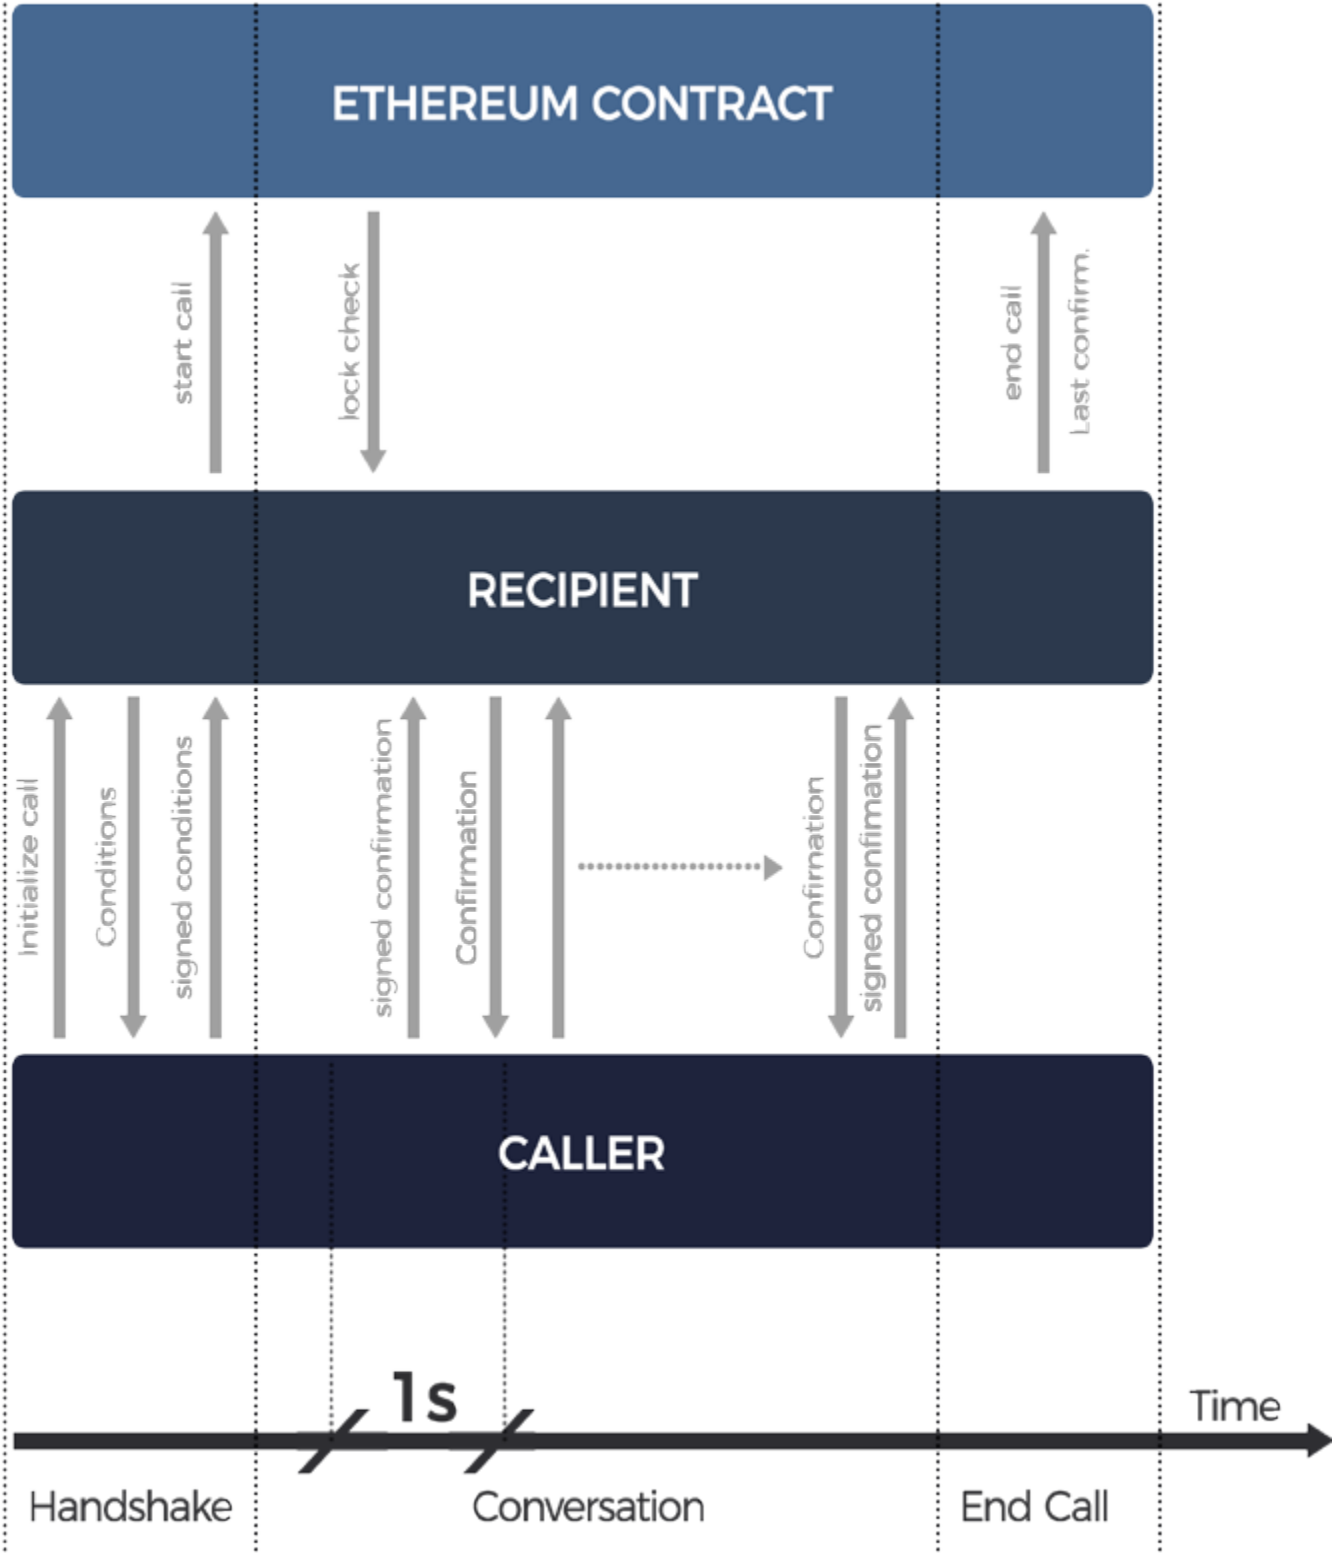 ETHEREUM CONTRACT
start call
lock check
end call
Last confirm.
RECIPIENT
Initialize call
Conditions
signed conditions
signed confirmation
Confirmation
Confirnation
signed confimation
CALLER
1s
Time
Handshake
Conversation
End Call